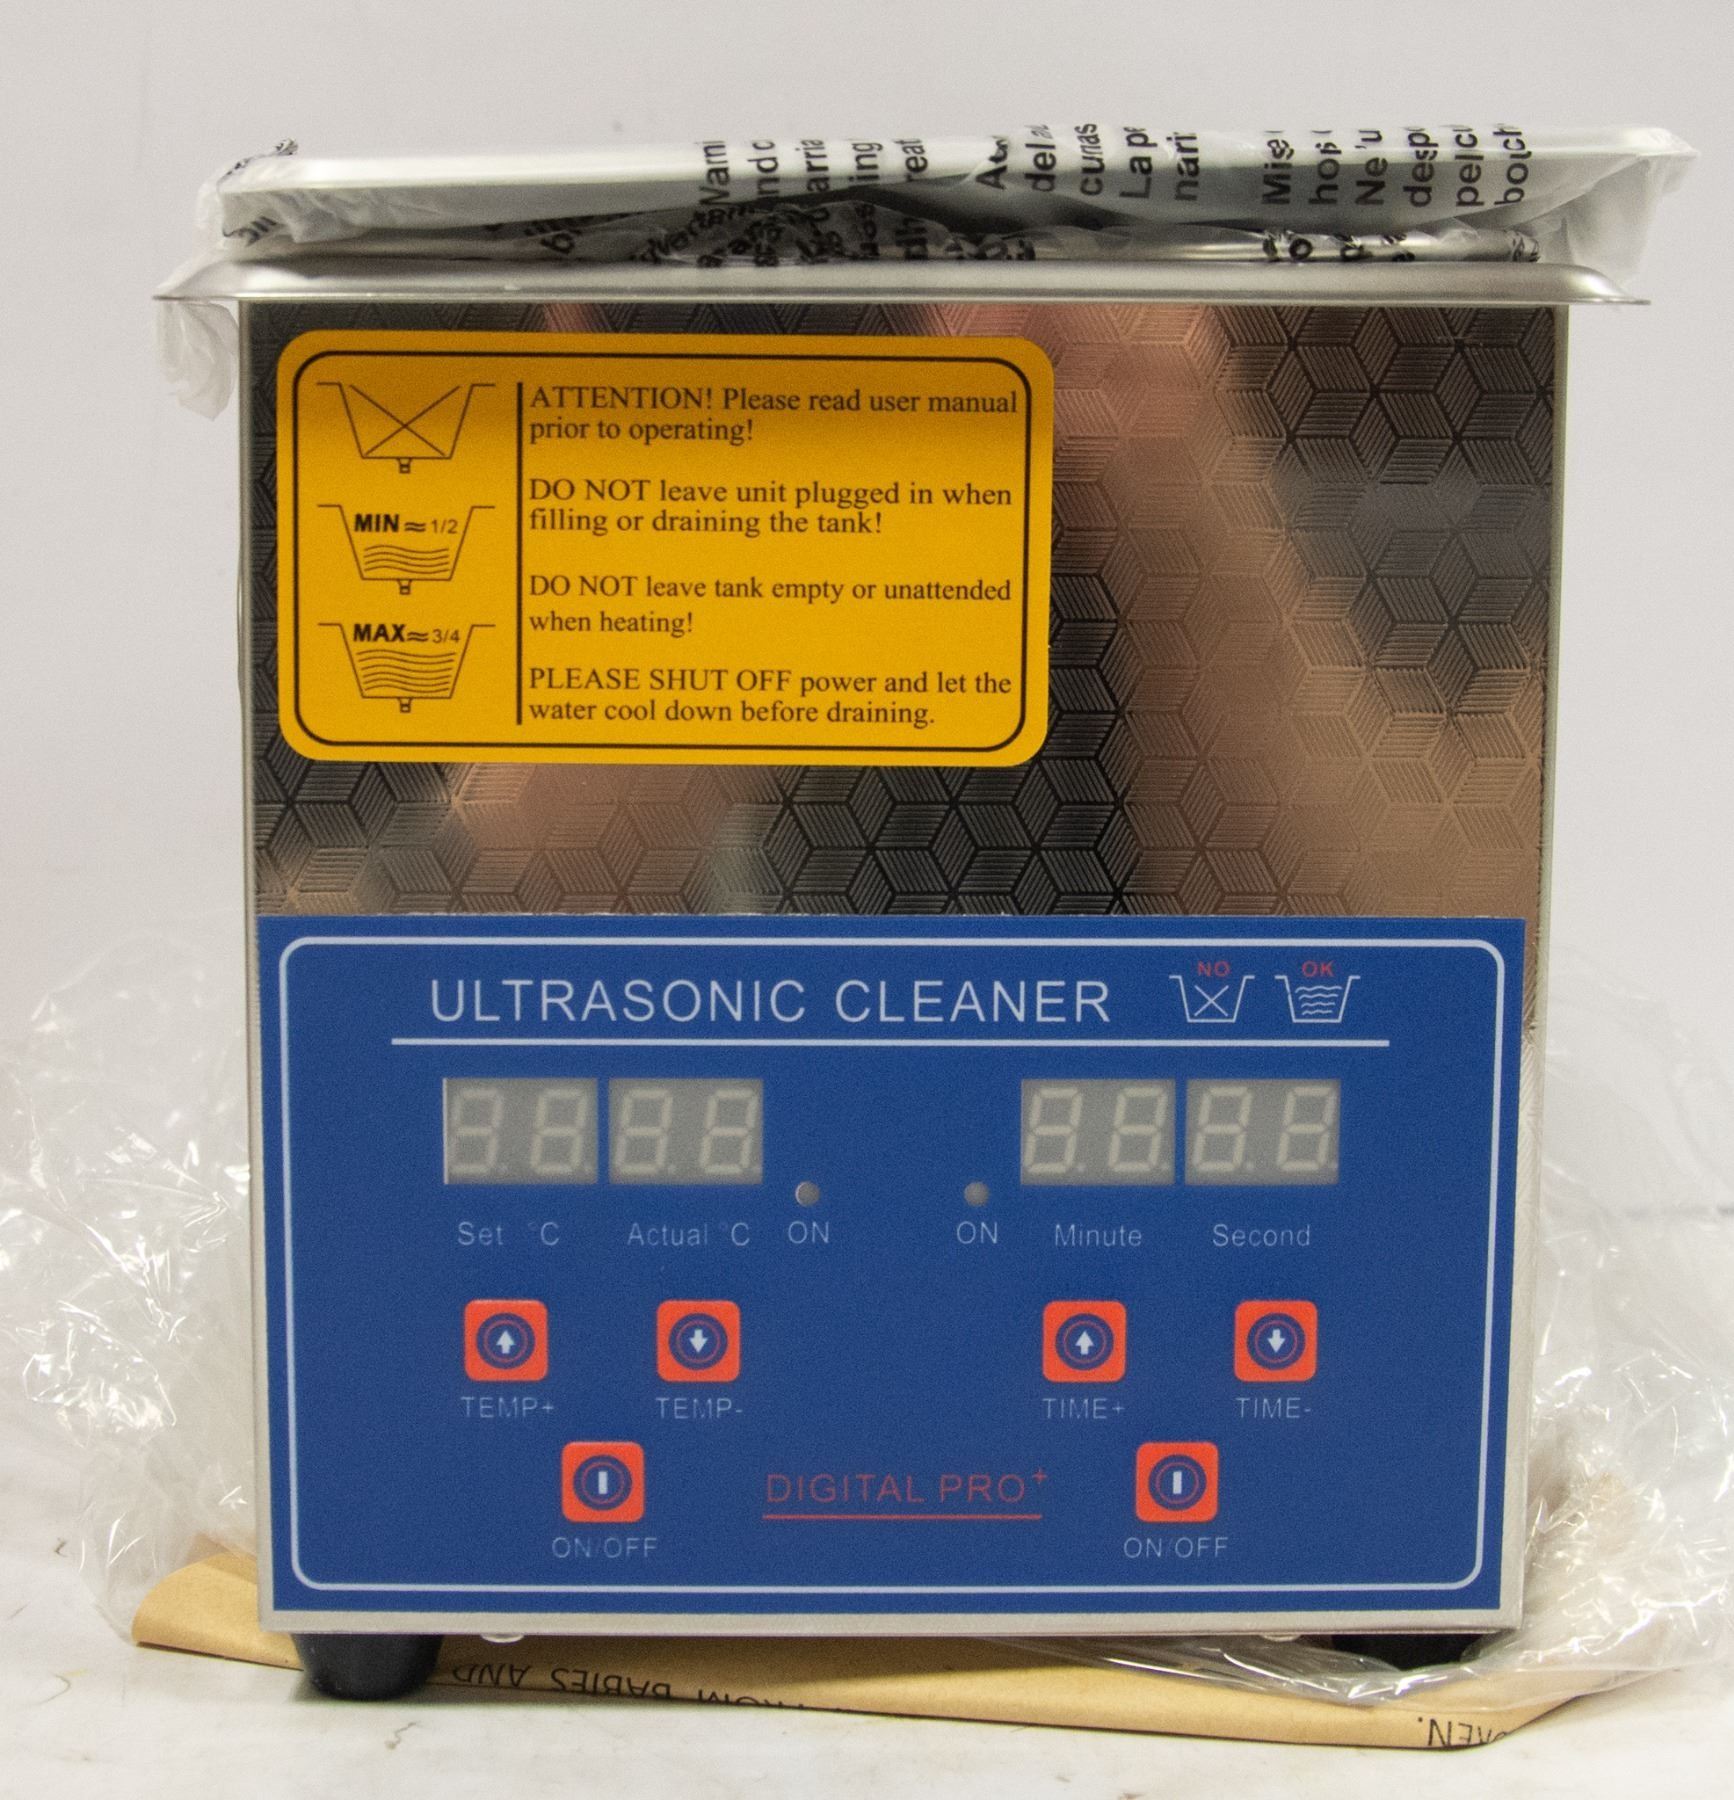 ATTENTION! Please read user manual
prior to operating!
DO NOT leave unit plugged in when
filling or draining the tank!
DO NOT leave tank empty or unattended
when heating!
PLEASE SHUT OFF power and let the
water cool down before draining.
MIN ≈ 1/2
MAX ≈ 3/4
ULTRASONIC CLEANER
NO OK
Set °C Actual °C ON ON Minute Second
TEMP+ TEMP- TIME+ TIME-
ON/OFF DIGITAL PRO+ ON/OFF
BABIES AND